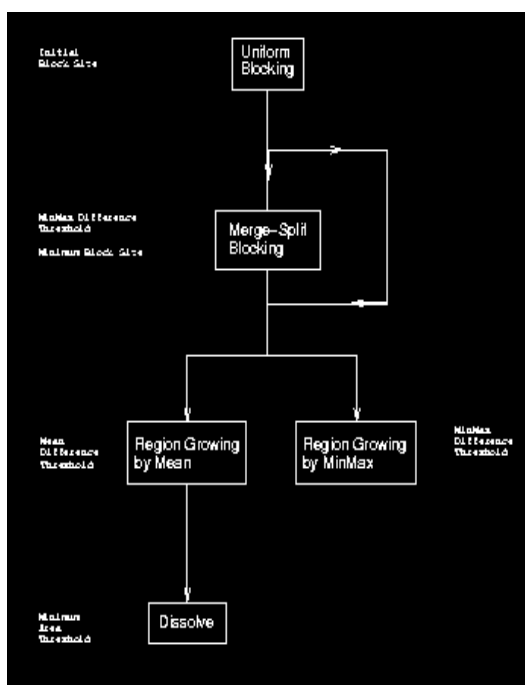 Initial
Block Size
Uniform
Blocking
MinMax Difference
Threshold
Minimum Block Size
Merge-Split
Blocking
Mean
Difference
Threshold
Region Growing
by Mean
Region Growing
by MinMax
MinMax
Difference
Threshold
Minimum
Area
Threshold
Dissolve